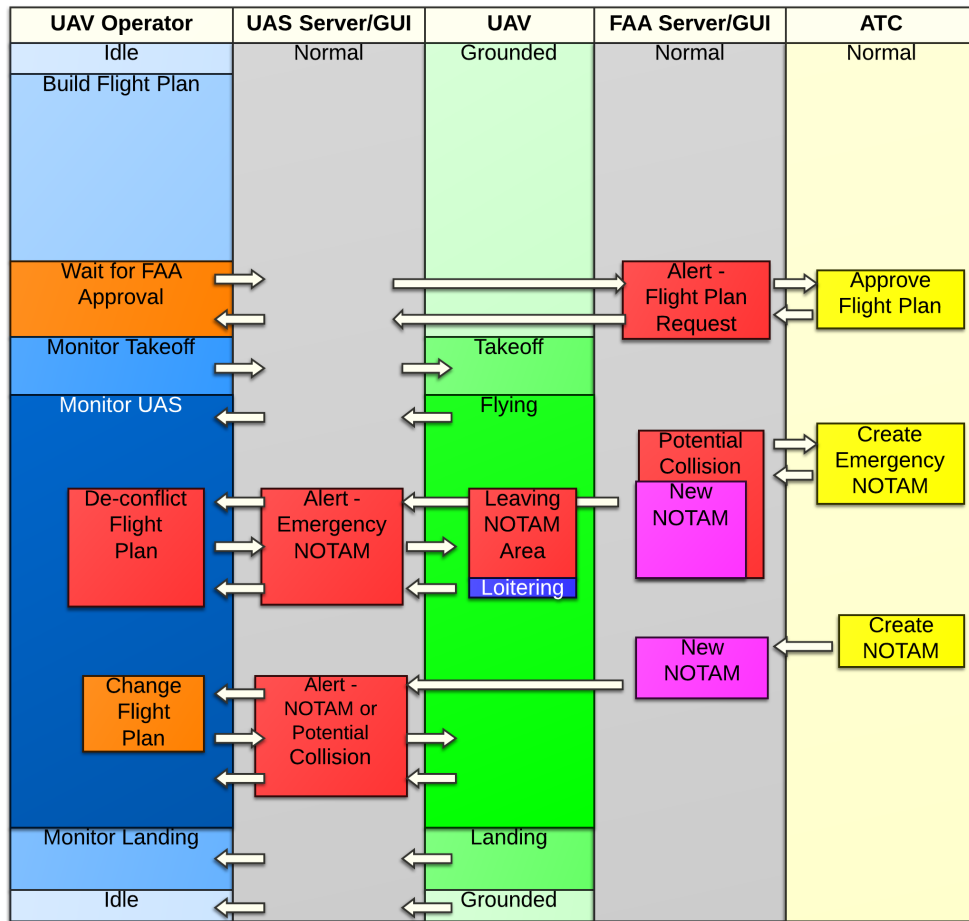 UAV Operator
UAS Server/GUI
UAV
FAA Server/GUI
ATC
Idle
Normal
Grounded
Normal
Normal
Build Flight Plan
Wait for FAA
Approval
Alert -
Flight Plan
Request
Approve
Flight Plan
Monitor Takeoff
Takeoff
Monitor UAS
Flying
Potential
Collision
Create
Emergency
NOTAM
De-conflict
Flight
Plan
Alert -
Emergency
NOTAM
Leaving
NOTAM
Area
Loitering
New
NOTAM
Create
NOTAM
New
NOTAM
Change
Flight
Plan
Alert -
NOTAM or
Potential
Collision
Monitor Landing
Landing
Idle
Grounded